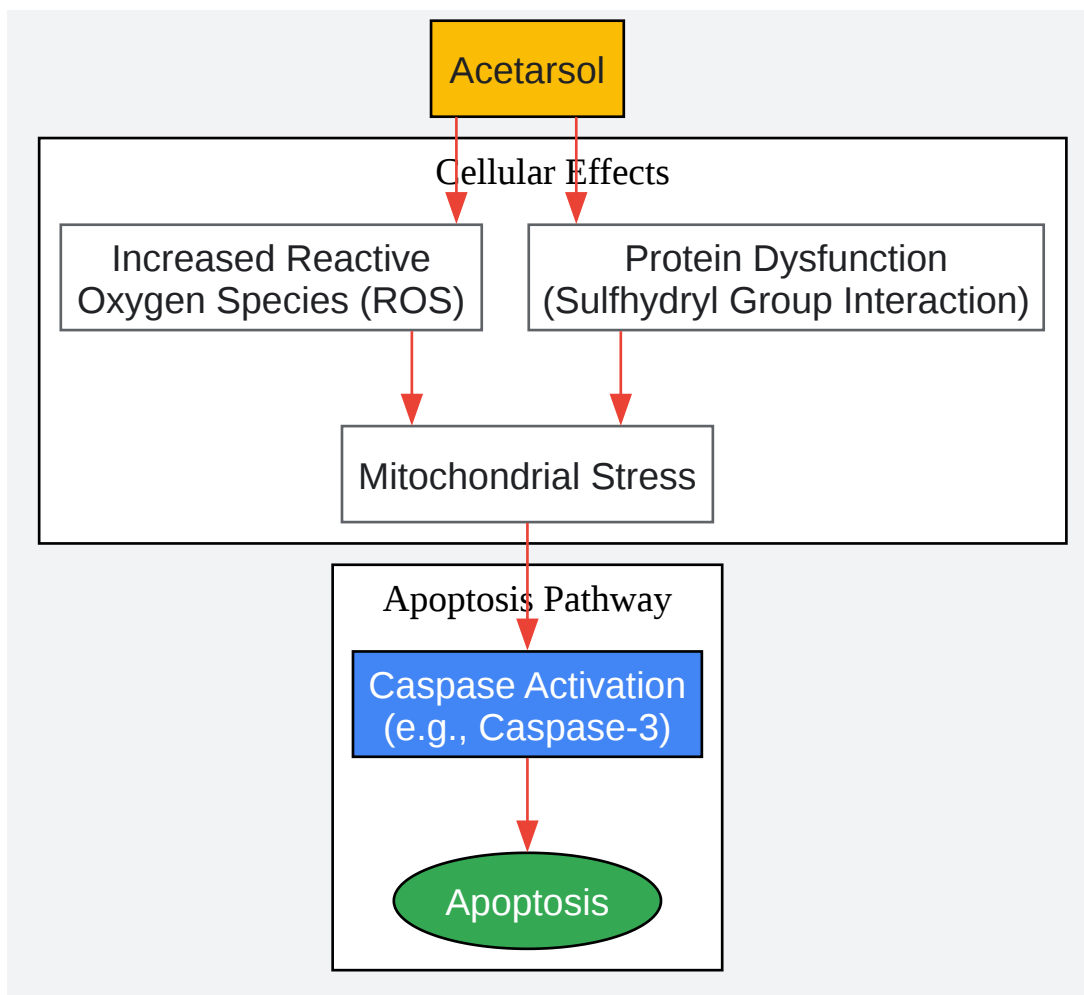 Acetarsol
Cellular Effects
Increased Reactive
Oxygen Species (ROS)
Protein Dysfunction
(Sulfhydryl Group Interaction)
Mitochondrial Stress
Apoptosis Pathway
Caspase Activation
(e.g., Caspase-3)
Apoptosis